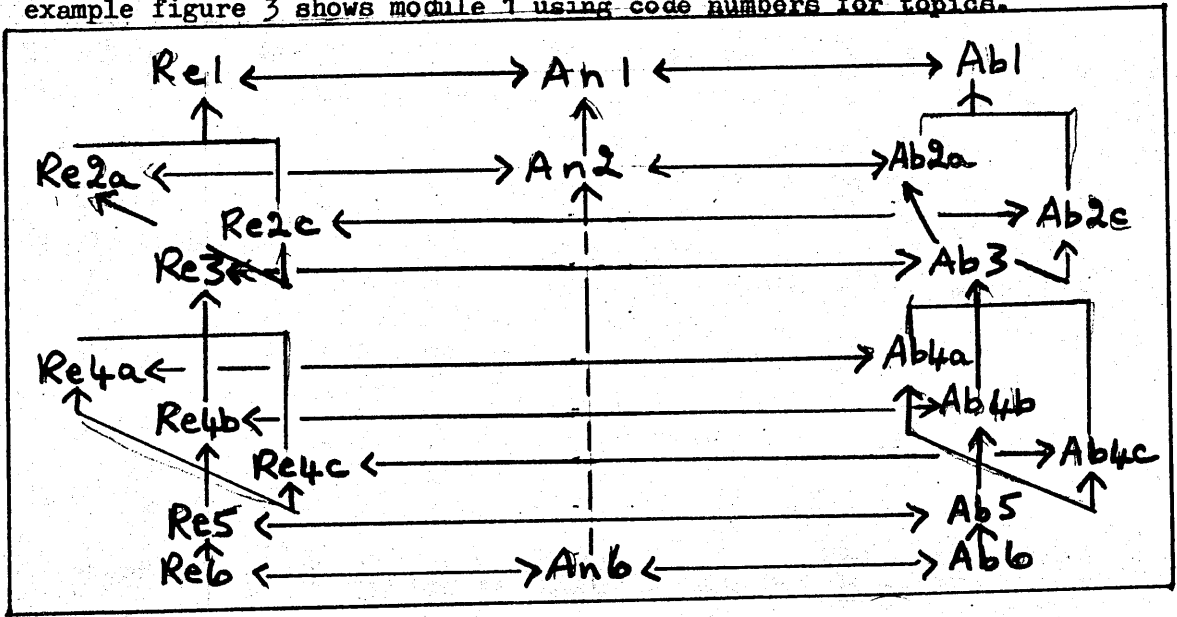 example figure 3 shows module 1 using code numbers for topics.
Re1 An1 Ab1
Re2a An2 Ab2a
Re2c Ab2c
Re3 Ab3
Re4a Ab4a
Re4b Ab4b
Re4c Ab4c
Re5 Ab5
Re6 An6 Ab6